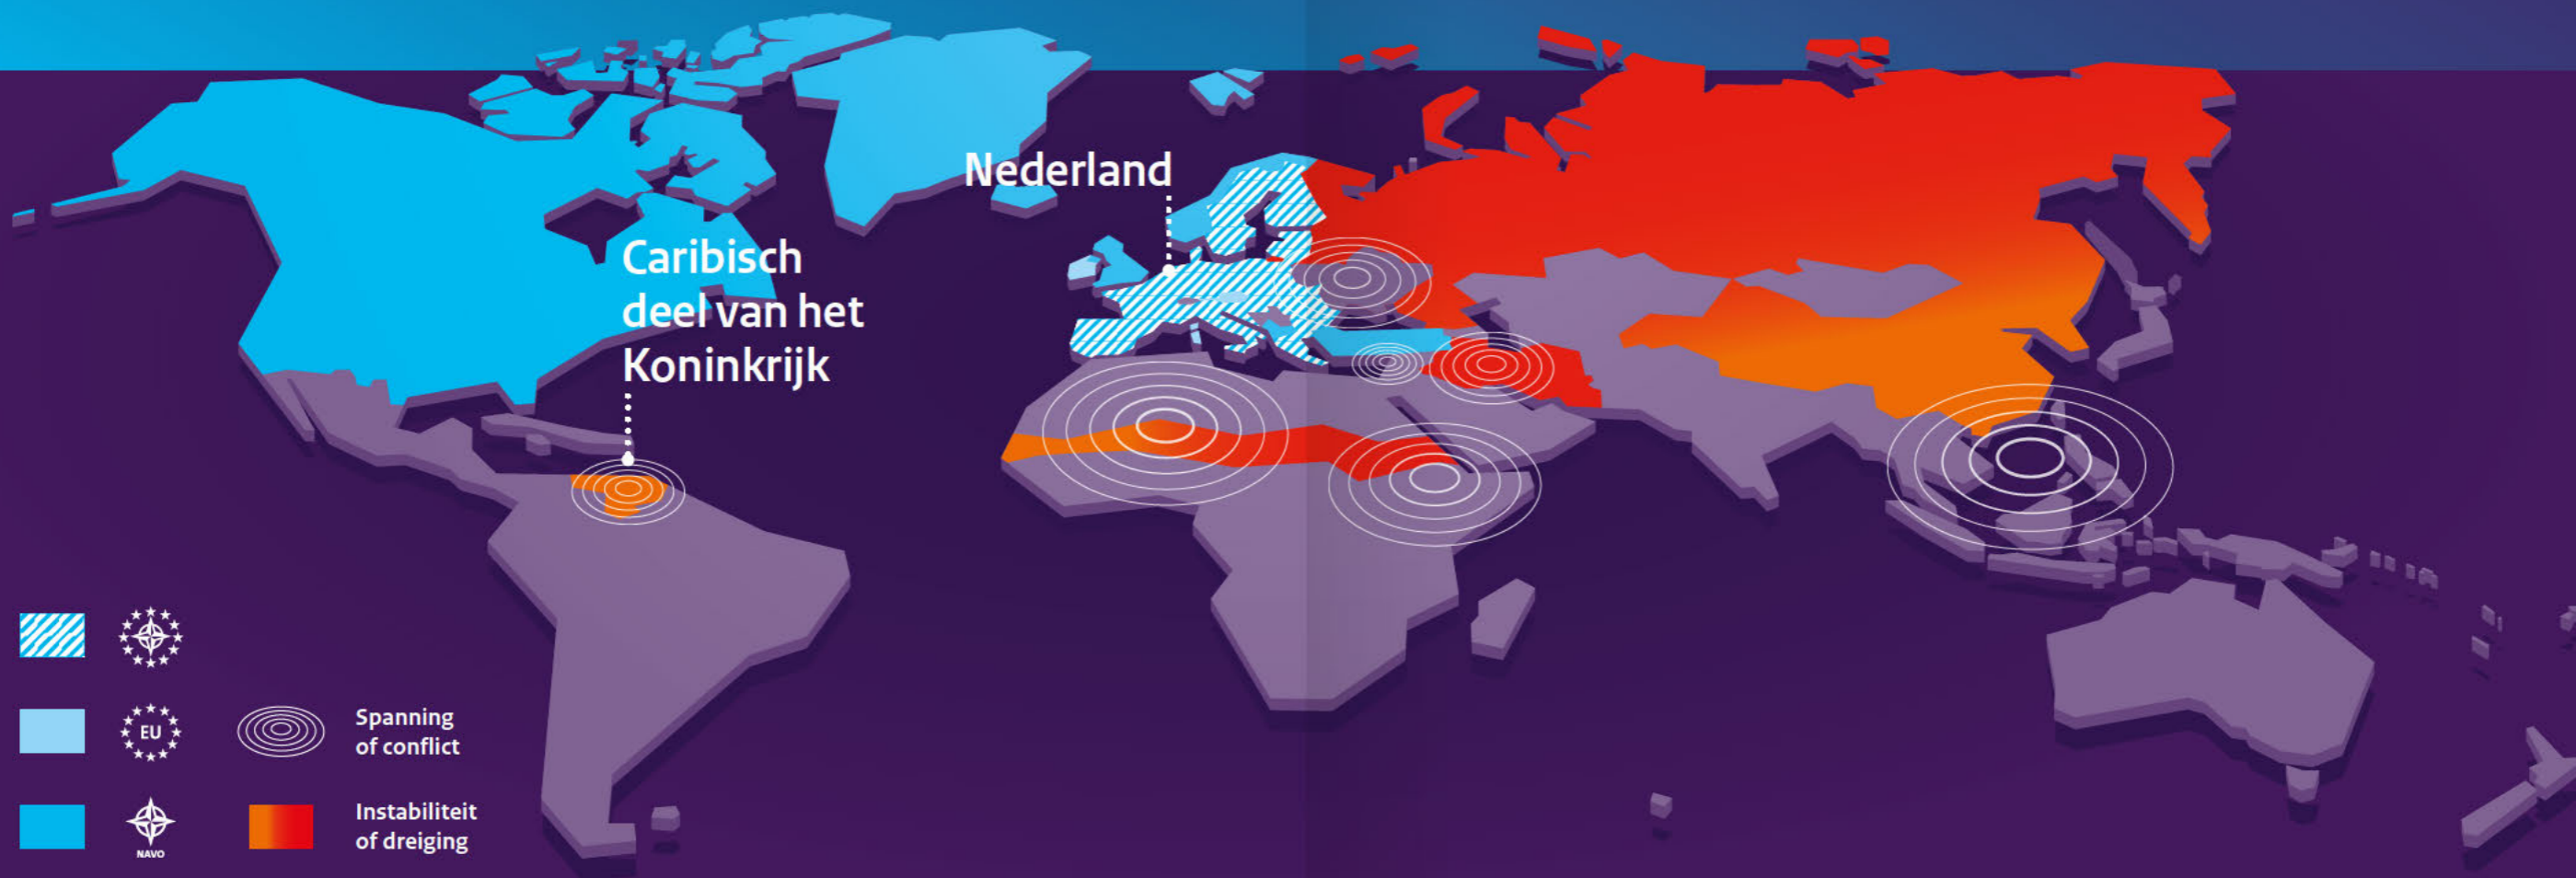 Nederland
Caribisch
deel van het
Koninkrijk
EU
Spanning
of conflict
NAVO
Instabiliteit
of dreiging